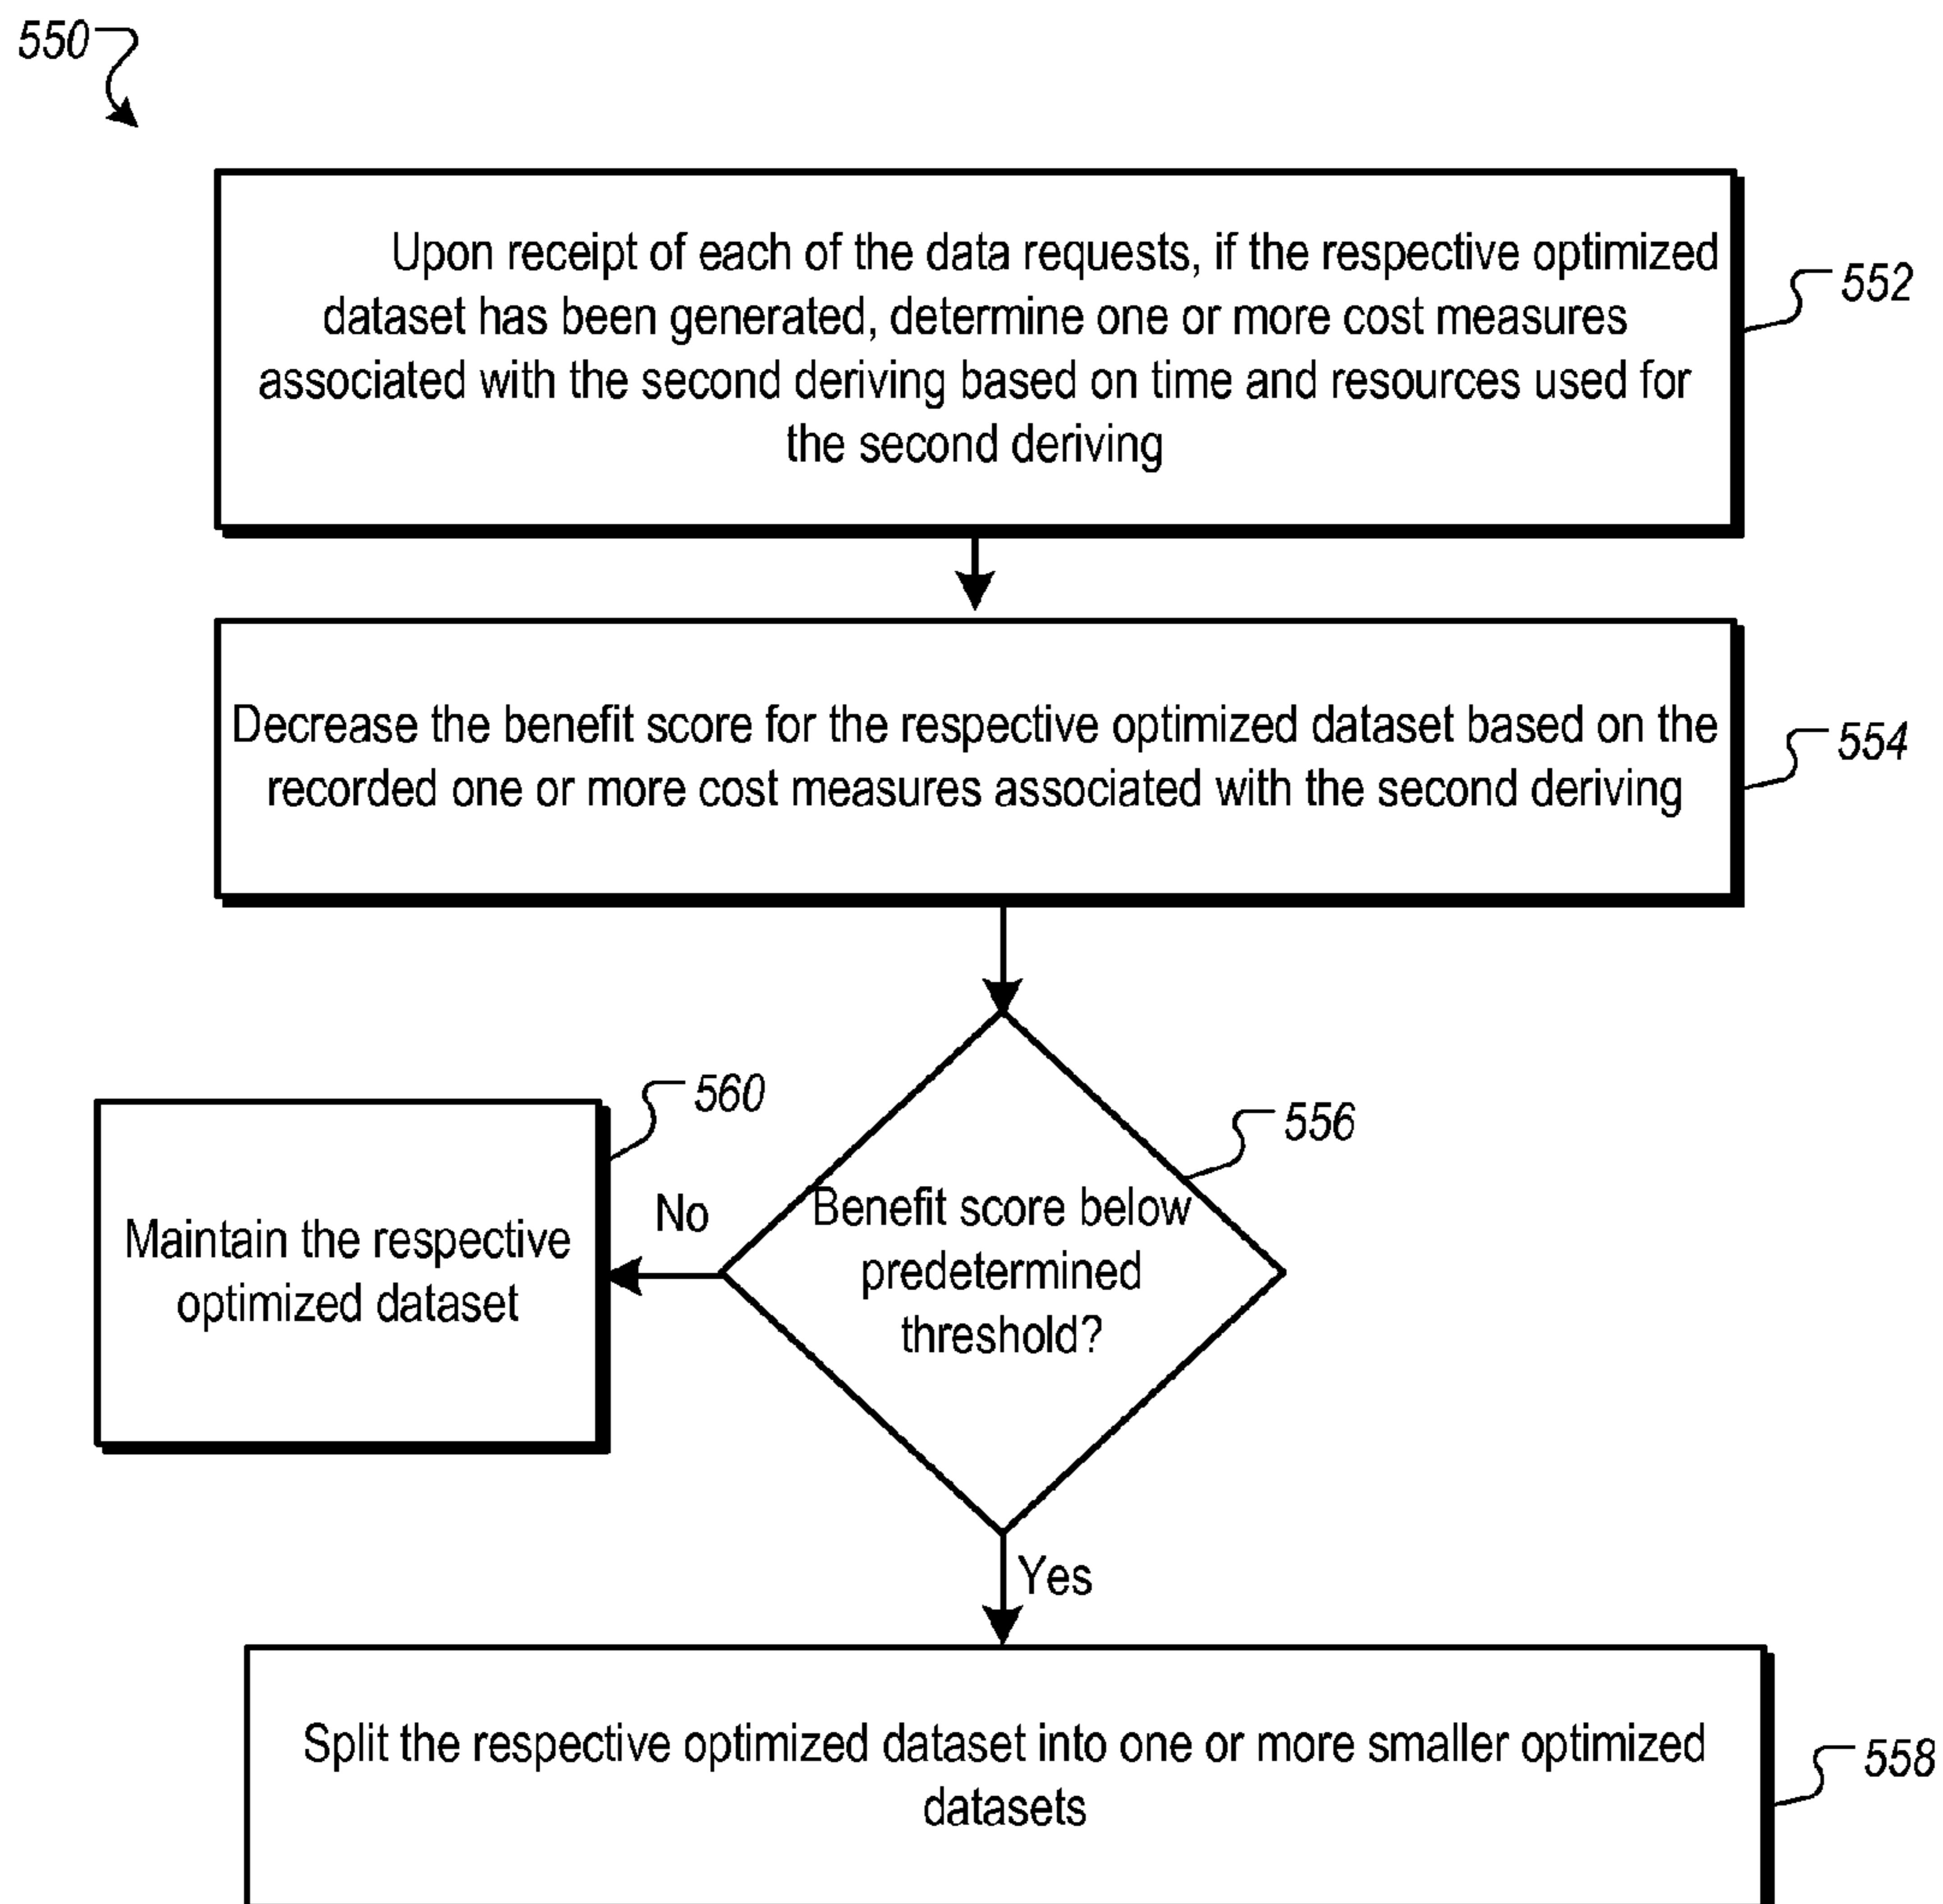 550
Upon receipt of each of the data requests, if the respective optimized
dataset has been generated, determine one or more cost measures
associated with the second deriving based on time and resources used for
the second deriving
552
Decrease the benefit score for the respective optimized dataset based on the
recorded one or more cost measures associated with the second deriving
554
560
Maintain the respective
optimized dataset
No
556
Benefit score below
predetermined
threshold?
Yes
Split the respective optimized dataset into one or more smaller optimized
datasets
558